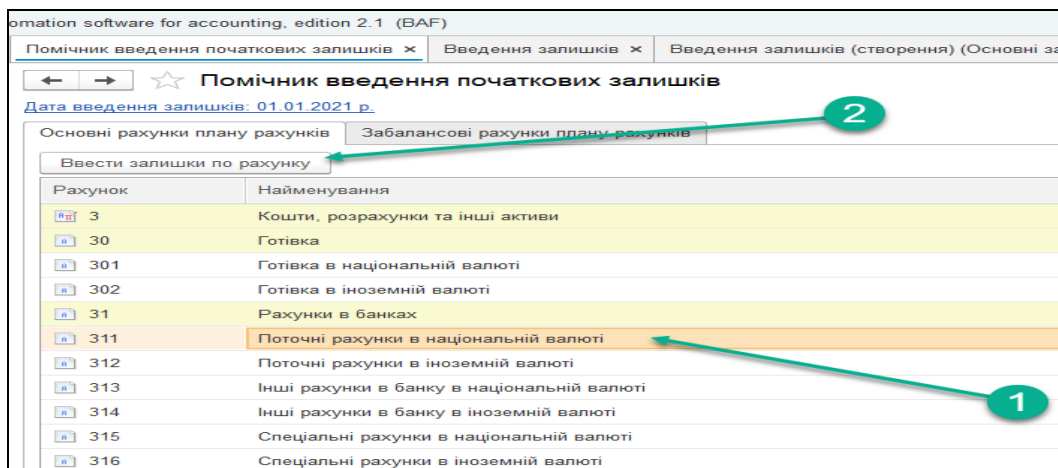 omation software for accounting, edition 2.1 (BAF)
Помічник введення початкових залишків × Введення залишків × Введення залишків (створення) (Основні за
Помічник введення початкових залишків
Дата введення залишків: 01.01.2021 р.
2
Основні рахунки плану рахунків Забалансові рахунки плану рахунків
Ввести залишки по рахунку
Рахунок Найменування
3 Кошти, розрахунки та інші активи
30 Готівка
301 Готівка в національній валюті
302 Готівка в іноземній валюті
31 Рахунки в банках
311 Поточні рахунки в національній валюті
312 Поточні рахунки в іноземній валюті
313 Інші рахунки в банку в національній валюті
1
314 Інші рахунки в банку в іноземній валюті
315 Спеціальні рахунки в національній валюті
316 Спеціальні рахунки в іноземній валюті